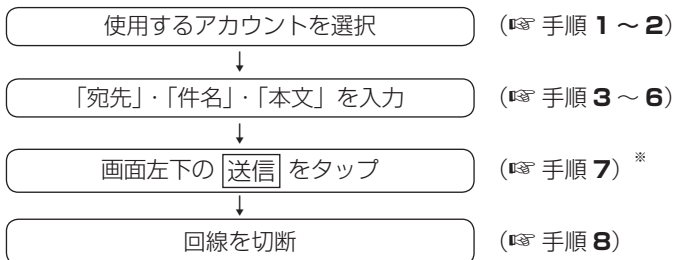 使用するアカウントを選択 (☞ 手順 1 ~ 2)
「宛先」・「件名」・「本文」を入力 (☞ 手順 3 ~ 6)
画面左下の 送信 をタップ (☞ 手順 7) ※
回線を切断 (☞ 手順 8)